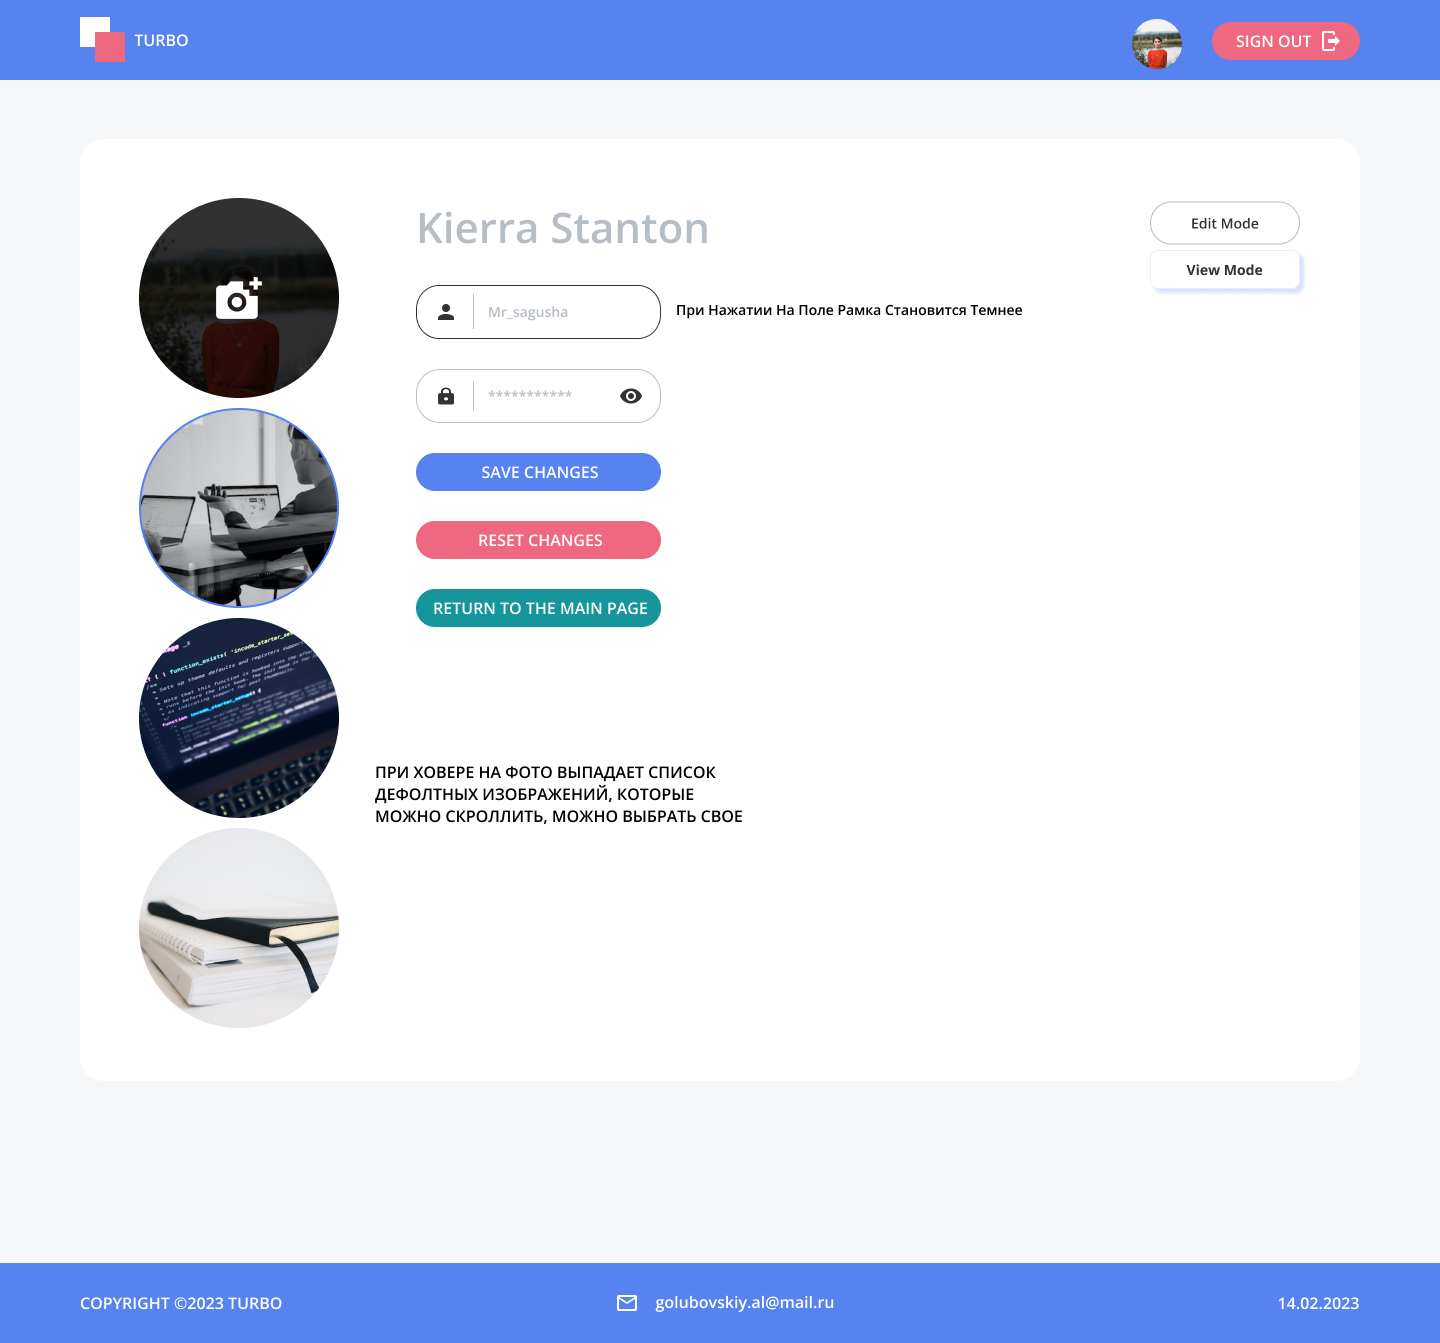 TURBO
SIGN OUT
Kierra Stanton
Edit Mode
View Mode
Mr_sagusha
При Нажатии На Поле Рамка Становится Темнее
***********
SAVE CHANGES
RESET CHANGES
RETURN TO THE MAIN PAGE
ПРИ ХОВЕРЕ НА ФОТО ВЫПАДАЕТ СПИСОК
ДЕФОЛТНЫХ ИЗОБРАЖЕНИЙ, КОТОРЫЕ
МОЖНО СКРОЛЛИТЬ, МОЖНО ВЫБРАТЬ СВОЕ
COPYRIGHT ©2023 TURBO
golubovskiy.al@mail.ru
14.02.2023